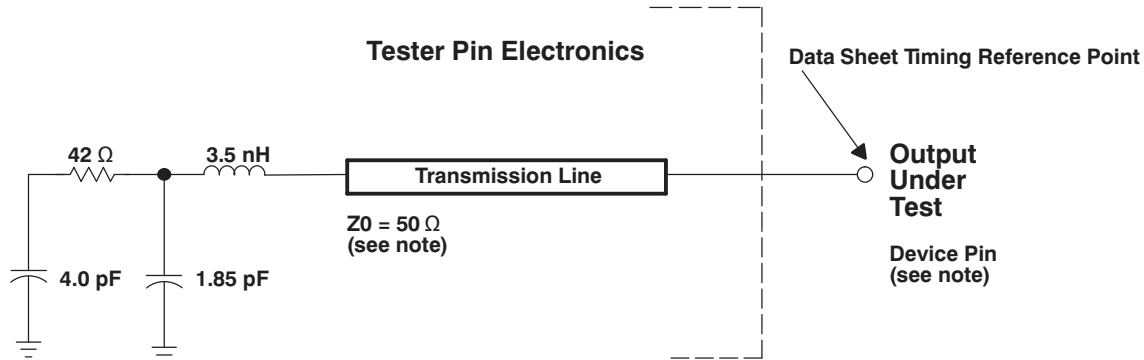 Tester Pin Electronics
Data Sheet Timing Reference Point
42 Ω
3.5 nH
Transmission Line
Output
Under
Test
Z0 = 50 Ω
(see note)
Device Pin
(see note)
4.0 pF
1.85 pF